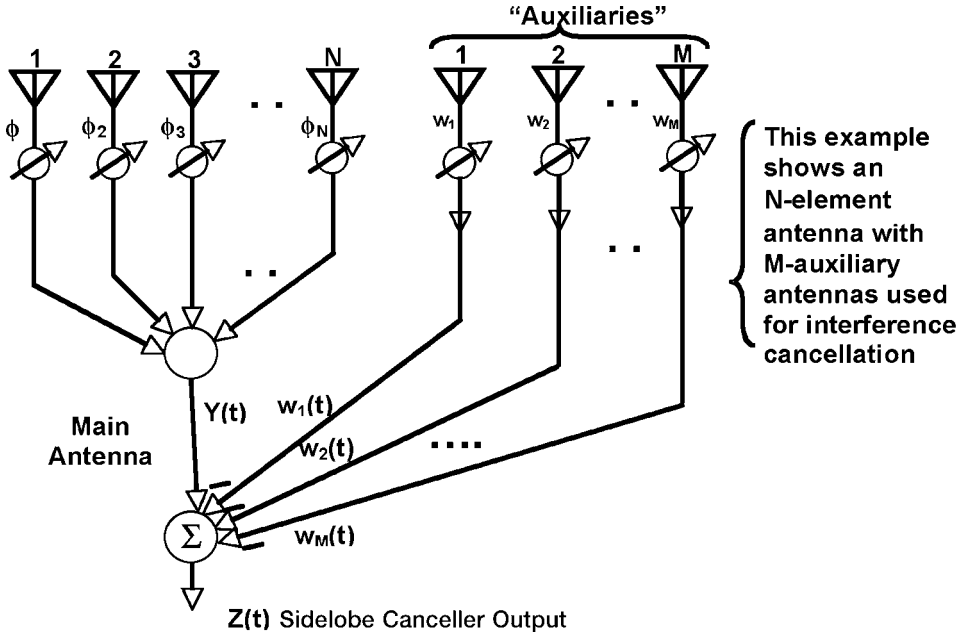 “Auxiliaries”
1 2 3 N 1 2 M
ϕ ϕ2 ϕ3 ϕN w1 w2 wM
This example
shows an
N-element
antenna with
M-auxiliary
antennas used
for interference
cancellation
Y(t)
w1(t)
Main
Antenna
w2(t)
Σ
wM(t)
Z(t) Sidelobe Canceller Output